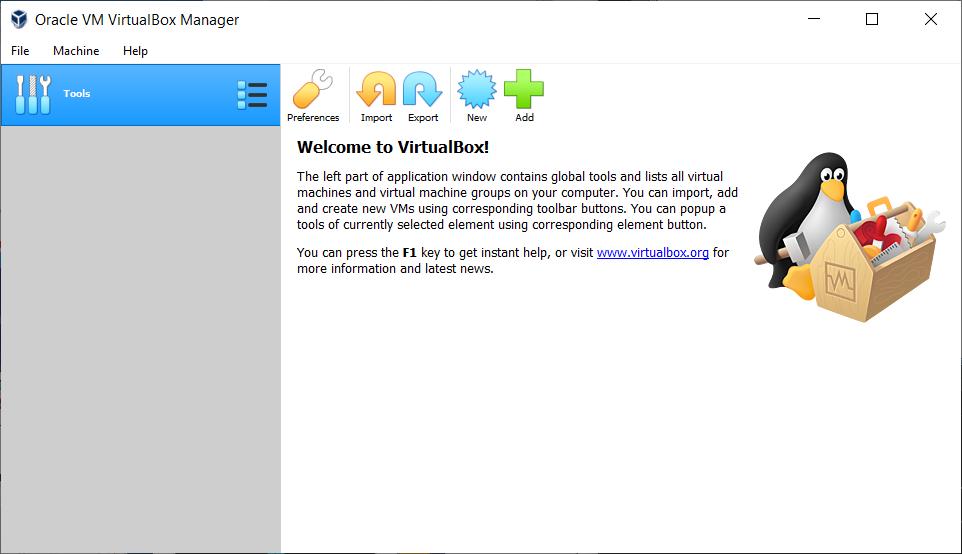 Oracle VM VirtualBox Manager
File Machine Help
Tools
Preferences Import Export New Add
Welcome to VirtualBox!
The left part of application window contains global tools and lists all virtual
machines and virtual machine groups on your computer. You can import, add
and create new VMs using corresponding toolbar buttons. You can popup a
tools of currently selected element using corresponding element button.
You can press the F1 key to get instant help, or visit www.virtualbox.org for
more information and latest news.